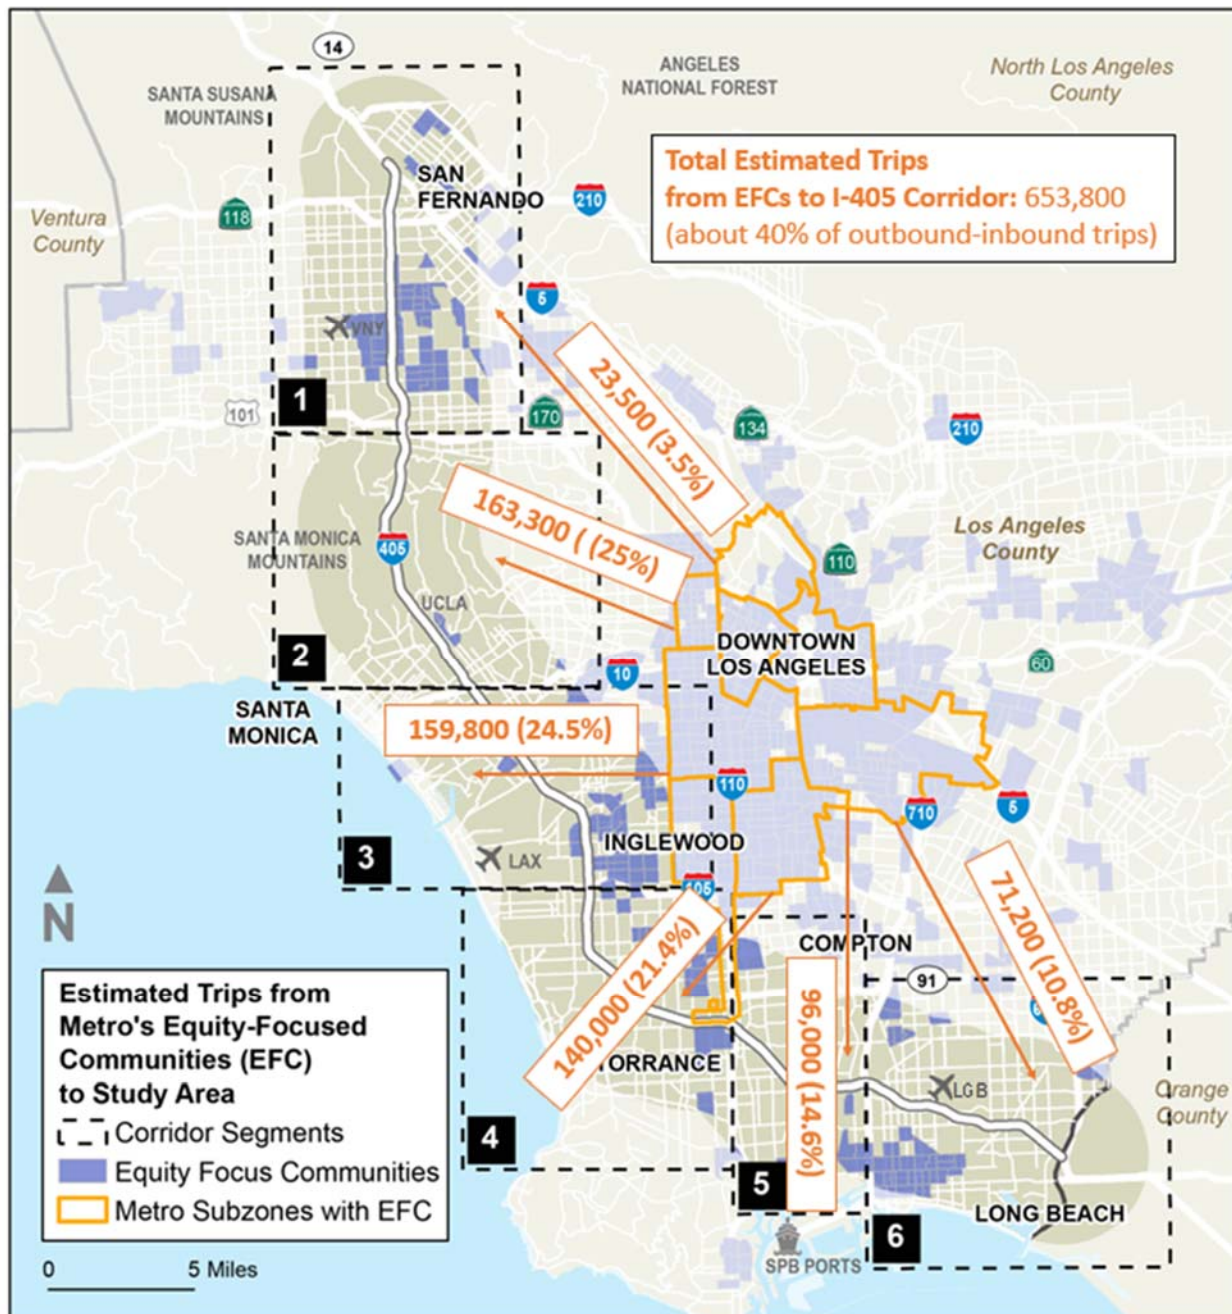 14
ANGELES
NATIONAL FOREST
North Los Angeles
County
SANTA SUSANA
MOUNTAINS
Total Estimated Trips
from EFCs to I-405 Corridor: 653,800
(about 40% of outbound-inbound trips)
SAN
FERNANDO
210
118
Ventura
County
5
VNY
23,500 (3.5%)
1
101
170
134
210
163,300 ( (25%)
SANTA MONICA
MOUNTAINS
405
Los Angeles
County
110
UCLA
DOWNTOWN
LOS ANGELES
2
10
60
SANTA
MONICA
159,800 (24.5%)
110
710
5
3
LAX
INGLEWOOD
105
71,200 (10.8%)
COMPTON
91
140,000 (21.4%)
96,000 (14.6%)
N
TORRANCE
LGB
Orange
County
4
5
6
LONG BEACH
SPB PORTS
Estimated Trips from
Metro's Equity-Focused
Communities (EFC)
to Study Area
Corridor Segments
Equity Focus Communities
Metro Subzones with EFC
0 5 Miles